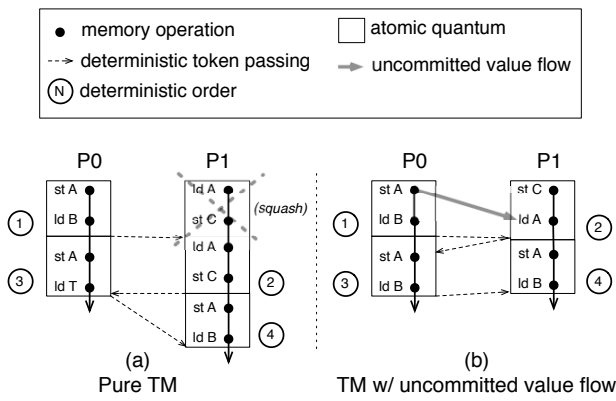 memory operation
atomic quantum
deterministic token passing
uncommitted value flow
N deterministic order
P0
P1
P0
P1
st A
ld A
(squash)
st A
st C
ld B
st C
ld B
ld A
1
ld A
1
2
st A
st C
2
st A
st A
3
ld T
st A
3
ld B
ld B
4
ld B
4
(a)
(b)
Pure TM
TM w/ uncommitted value flow